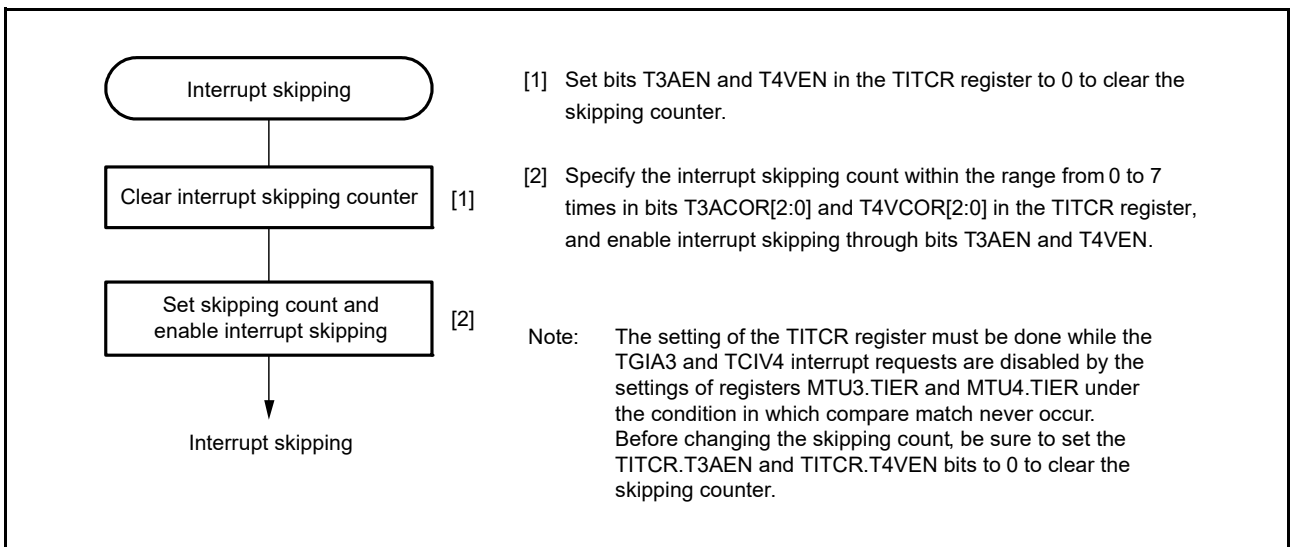 Interrupt skipping
Clear interrupt skipping counter
[1]
Set skipping count and
enable interrupt skipping
[2]
Interrupt skipping
[1] Set bits T3AEN and T4VEN in the TITCR register to 0 to clear the
skipping counter.
[2] Specify the interrupt skipping count within the range from 0 to 7
times in bits T3ACOR[2:0] and T4VCOR[2:0] in the TITCR register,
and enable interrupt skipping through bits T3AEN and T4VEN.
Note: The setting of the TITCR register must be done while the
TGIA3 and TCIV4 interrupt requests are disabled by the
settings of registers MTU3.TIER and MTU4.TIER under
the condition in which compare match never occur.
Before changing the skipping count, be sure to set the
TITCR.T3AEN and TITCR.T4VEN bits to 0 to clear the
skipping counter.